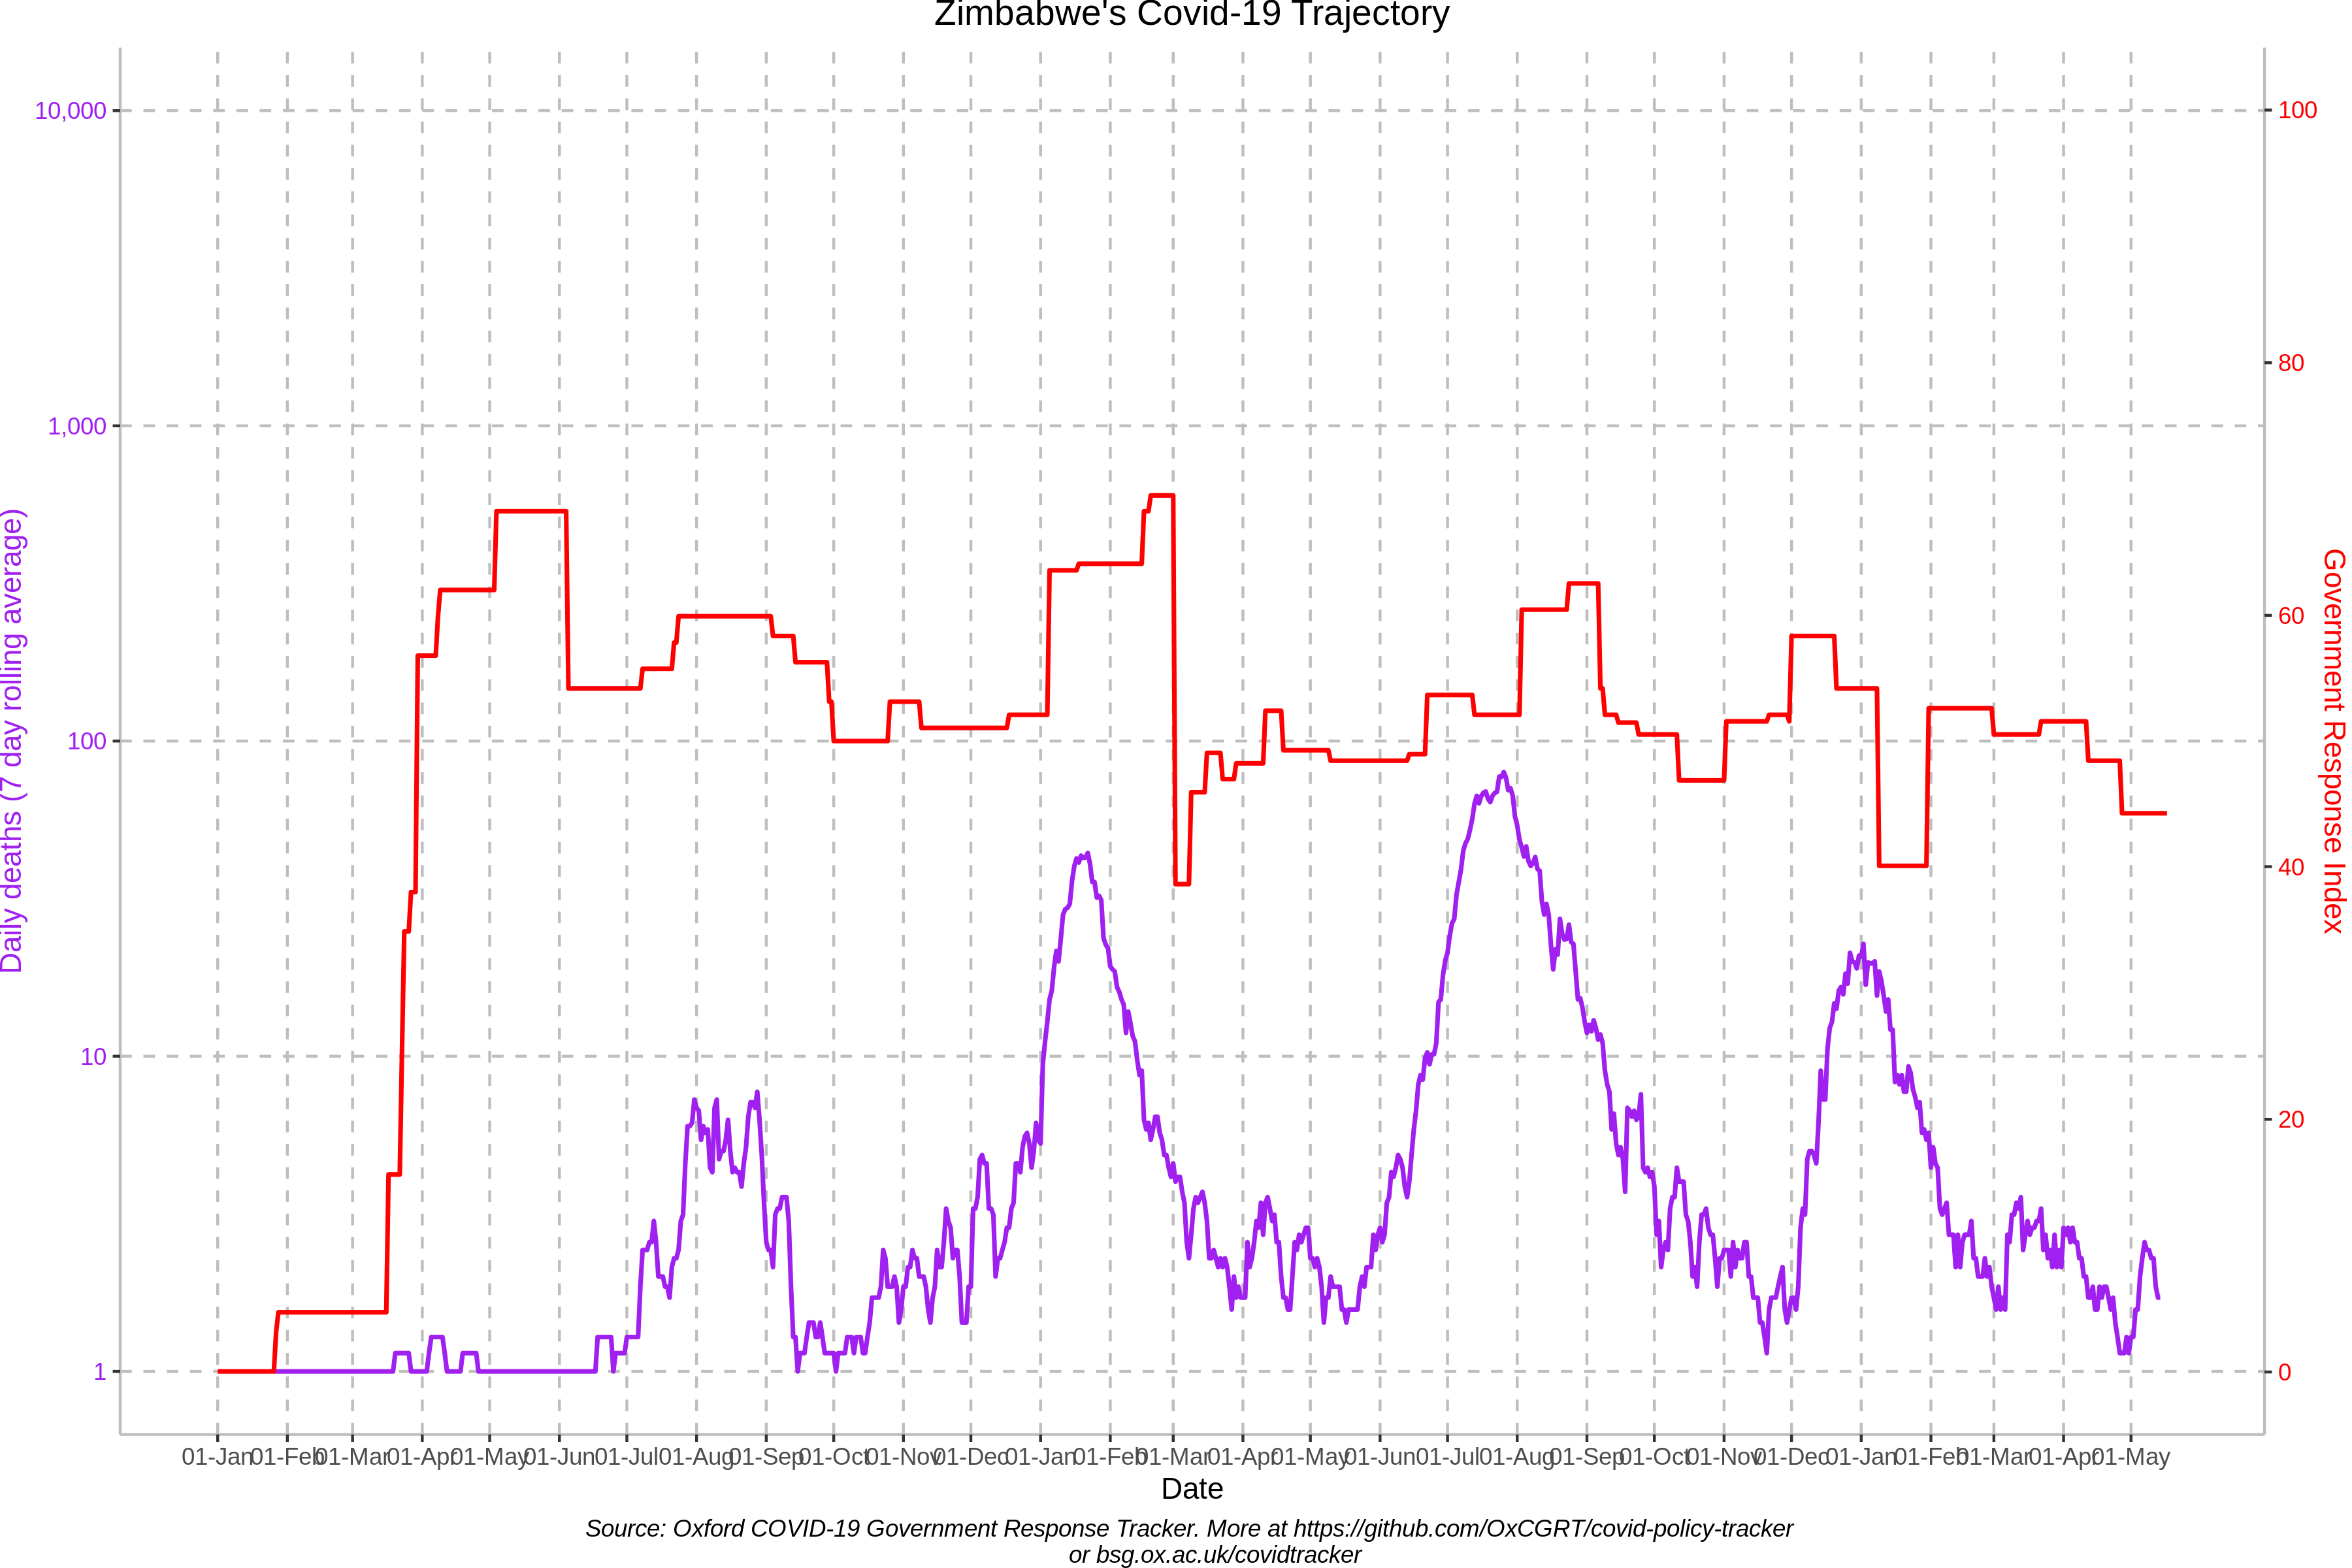 Zimbabwe's Covid-19 Trajectory
Daily deaths (7 day rolling average)
10,000
1,000
100
10
1
100
80
60
40
20
0
Government Response Index
01-Jan 01-Feb 01-Mar 01-Apr 01-May 01-Jun 01-Jul 01-Aug 01-Sep 01-Oct 01-Nov 01-Dec 01-Jan 01-Feb 01-Mar 01-Apr 01-May 01-Jun 01-Jul 01-Aug 01-Sep 01-Oct 01-Nov 01-Dec 01-Jan 01-Feb 01-Mar 01-Apr 01-May
Date
Source: Oxford COVID-19 Government Response Tracker. More at https://github.com/OxCGRT/covid-policy-tracker
or bsg.ox.ac.uk/covidtracker